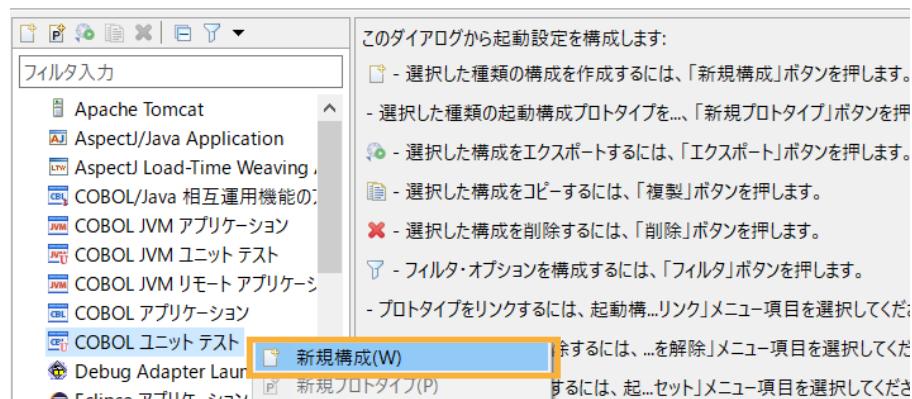 フィルタ入力
Apache Tomcat
AspectJ/Java Application
AspectJ Load-Time Weaving
COBOL/Java 相互運用機能の
COBOL JVM アプリケーション
COBOL JVM ユニット テスト
COBOL JVM リモート アプリケーシ
COBOL アプリケーション
COBOL ユニット テスト
Debug Adapter Laun
新規構成(W)
新規プロトタイプ(P)
このダイアログから起動設定を構成します:
- 選択した種類の構成を作成するには、「新規構成」ボタンを押します。
- 選択した種類の起動構成プロトタイプを...、「新規プロトタイプ」ボタンを押
- 選択した構成をエクスポートするには、「エクスポート」ボタンを押します。
- 選択した構成をコピーするには、「複製」ボタンを押します。
- 選択した構成を削除するには、「削除」ボタンを押します。
- フィルタ・オプションを構成するには、「フィルタ」ボタンを押します。
- プロトタイプをリンクするには、起動構...リンク」メニュー項目を選択してくだ
するには、...を解除」メニュー項目を選択してくだ
するには、起...セット」メニュー項目を選択してくださ